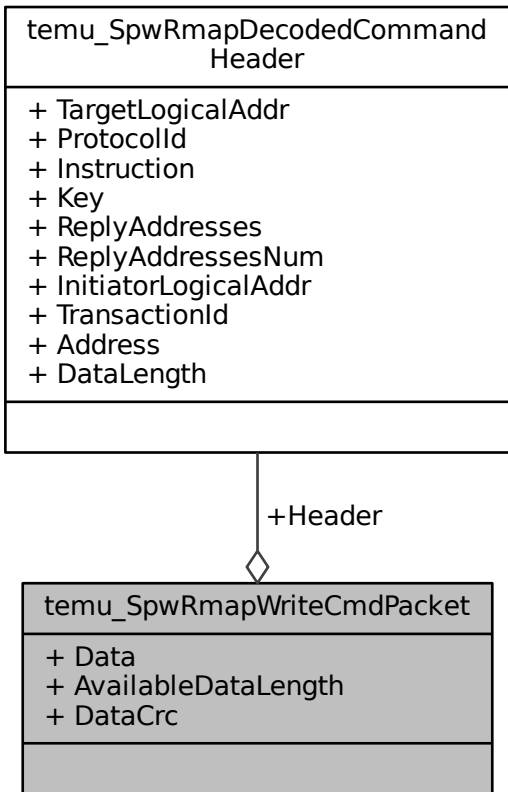 temu_SpwRmapDecodedCommand
Header
+ TargetLogicalAddr
+ ProtocolId
+ Instruction
+ Key
+ ReplyAddresses
+ ReplyAddressesNum
+ InitiatorLogicalAddr
+ TransactionId
+ Address
+ DataLength
+Header
temu_SpwRmapWriteCmdPacket
+ Data
+ AvailableDataLength
+ DataCrc